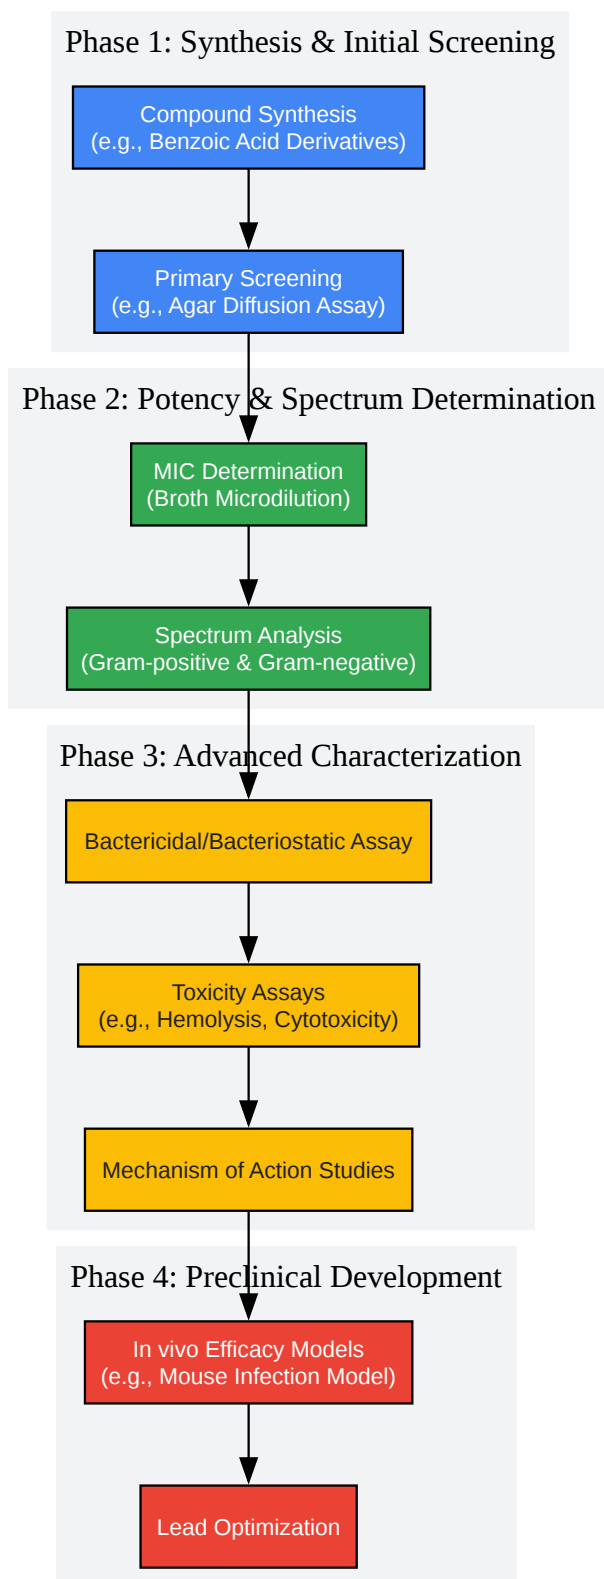 Phase 1: Synthesis & Initial Screening
Compound Synthesis
(e.g., Benzoic Acid Derivatives)
Primary Screening
(e.g., Agar Diffusion Assay)
Phase 2: Potency & Spectrum Determination
MIC Determination
(Broth Microdilution)
Spectrum Analysis
(Gram-positive & Gram-negative)
Phase 3: Advanced Characterization
Bactericidal/Bacteriostatic Assay
Toxicity Assays
(e.g., Hemolysis, Cytotoxicity)
Mechanism of Action Studies
Phase 4: Preclinical Development
In vivo Efficacy Models
(e.g., Mouse Infection Model)
Lead Optimization